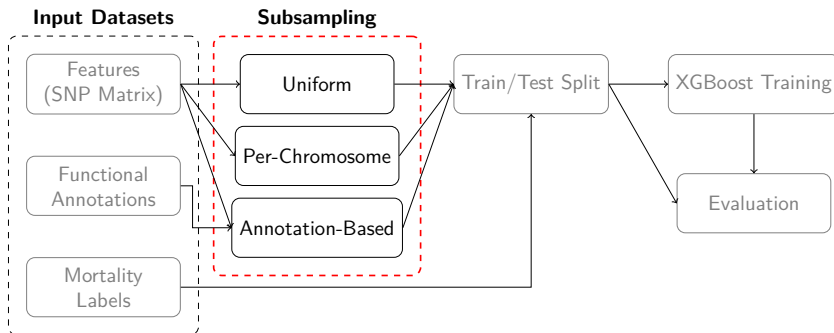 Input Datasets
Features
(SNP Matrix)
Functional
Annotations
Mortality
Labels
Subsampling
Uniform
Per-Chromosome
Annotation-Based
Train/Test Split
XGBoost Training
Evaluation